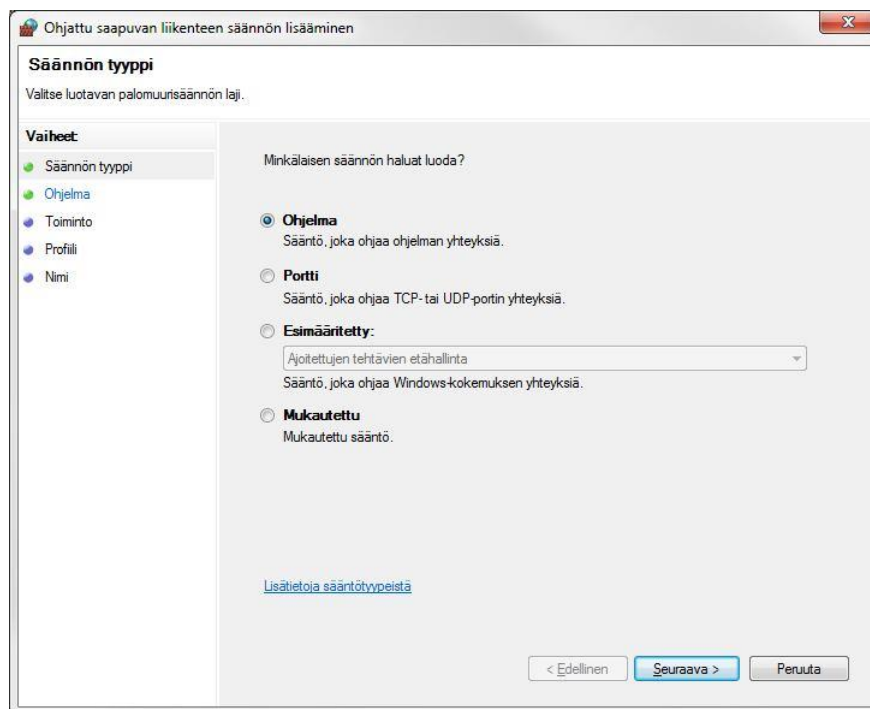 Ohjattu saapuvan liikenteen säännön lisääminen
Säännön tyyppi
Valitse luotavan palomuurisäännön laji.
Vaiheet:
Säännön tyyppi
Ohjelma
Toiminto
Profiili
Nimi
Minkälaisen säännön haluat luoda?
Ohjelma
Sääntö, joka ohjaa ohjelman yhteyksiä.
Portti
Sääntö, joka ohjaa TCP- tai UDP-portin yhteyksiä.
Esimääritetty:
Ajoitettujen tehtävien etähallinta
Sääntö, joka ohjaa Windows-kokemuksen yhteyksiä.
Mukautettu
Mukautettu sääntö.
Lisätietoja sääntötyypeistä
< Edellinen Seuraava > Peruuta